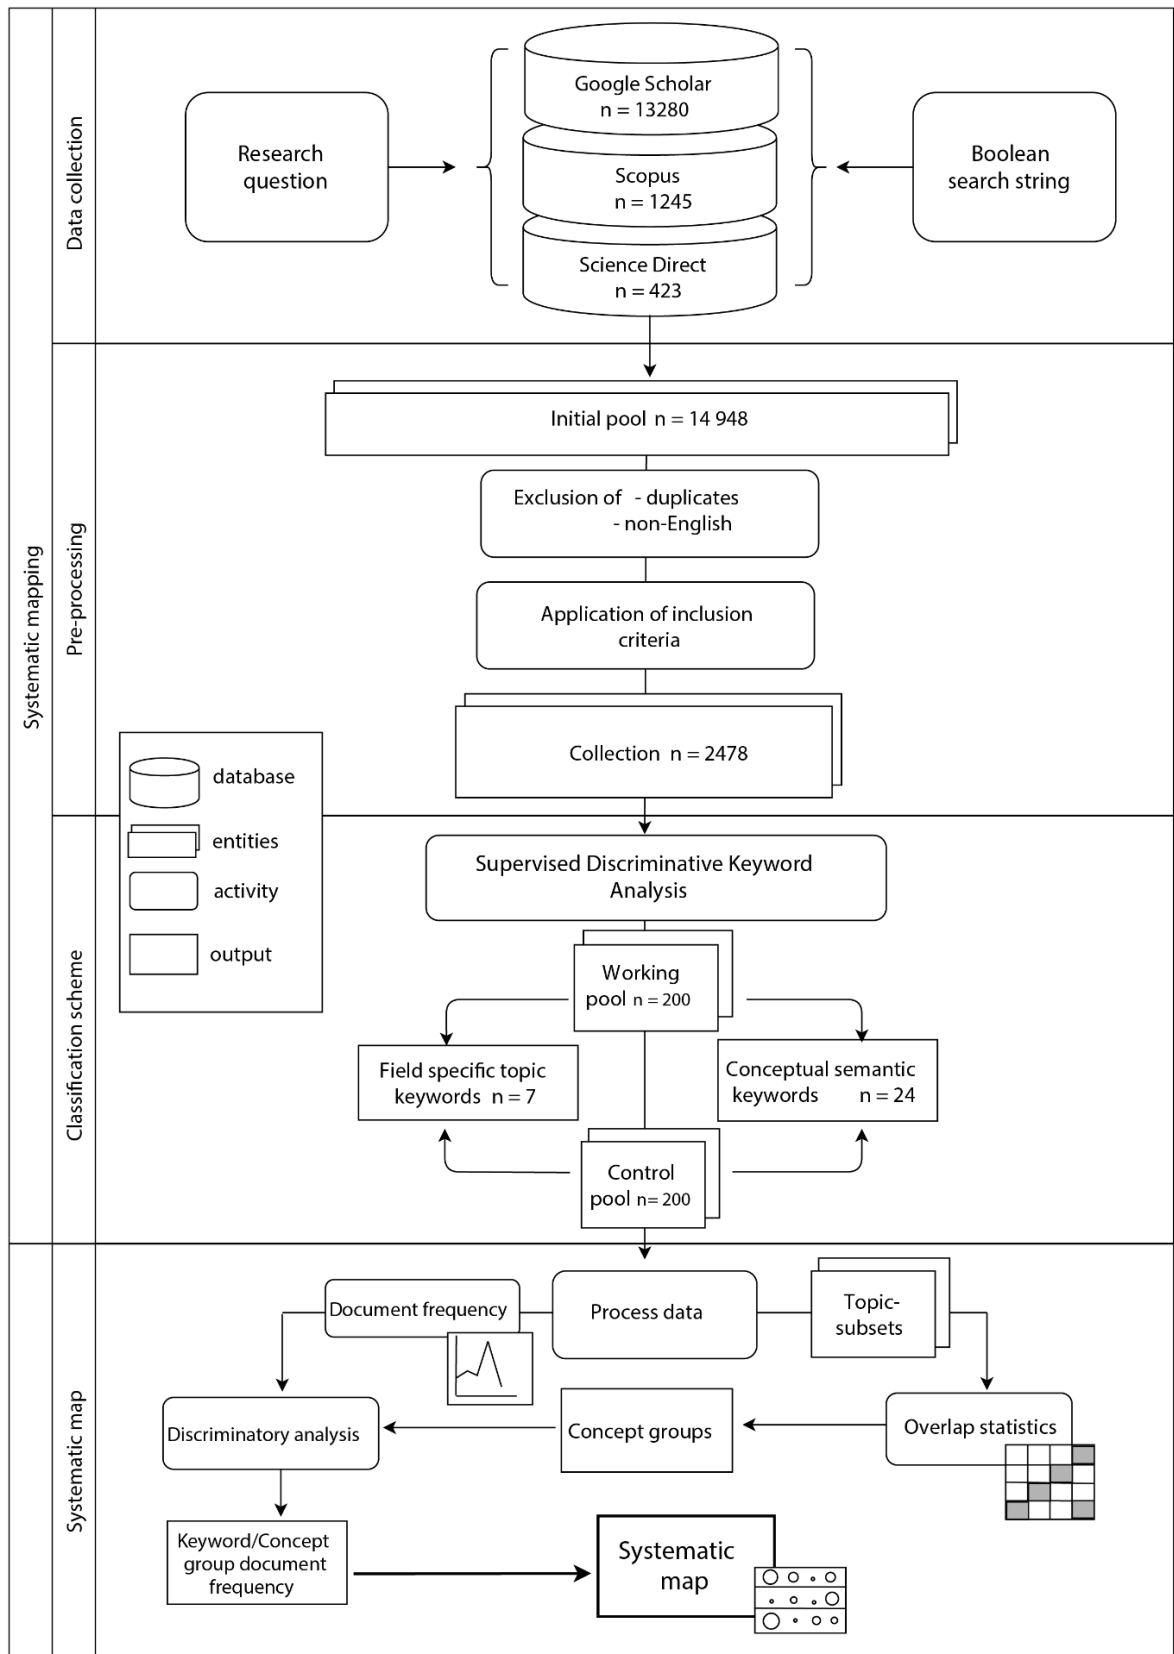 Systematic mapping
Data collection
Research
question
Google Scholar
n = 13280
Scopus
n = 1245
Science Direct
n = 423
Boolean
search string
Pre-processing
Initial pool n = 14 948
Exclusion of - duplicates
- non-English
Application of inclusion
criteria
Collection n = 2478
database
entities
activity
output
Classification scheme
Supervised Discriminative Keyword
Analysis
Working
pool n = 200
Field specific topic
keywords n = 7
Conceptual semantic
keywords n = 24
Control
pool n= 200
Systematic map
Document frequency
Process data
Topic-
subsets
Discriminatory analysis
Concept groups
Overlap statistics
Keyword/Concept
group document
frequency
Systematic
map